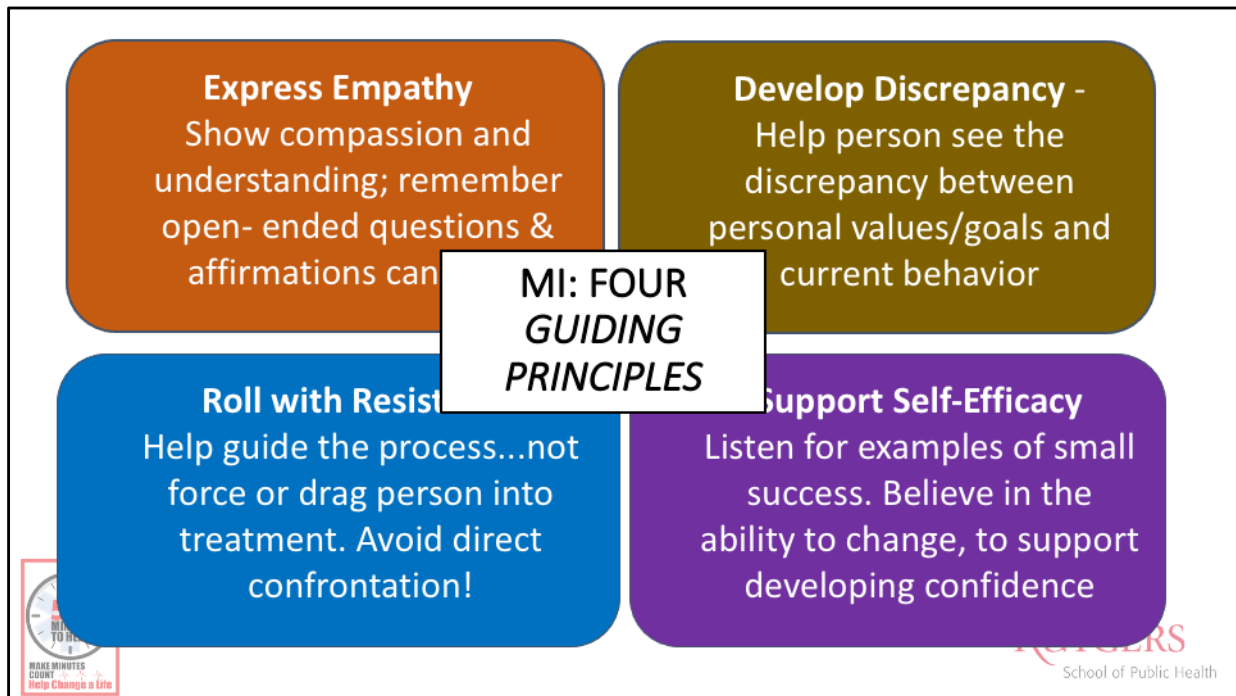 Express Empathy
Show compassion and
understanding; remember
open- ended questions &
affirmations can
Develop Discrepancy -
Help person see the
discrepancy between
personal values/goals and
current behavior
MI: FOUR
GUIDING
PRINCIPLES
Roll with Resist
Help guide the process...not
force or drag person into
treatment. Avoid direct
confrontation!
Support Self-Efficacy
Listen for examples of small
success. Believe in the
ability to change, to support
developing confidence
MAKE MINUTES
COUNT
Help Change a Life
RUTGERS
School of Public Health